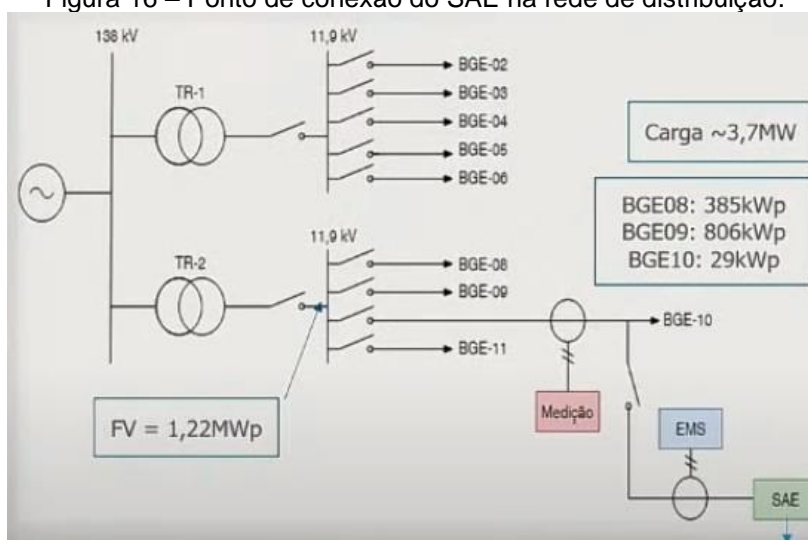 Figura 16 – Ponto de conexão do SAE na rede de distribuição.
138 kV
11,9 kV
TR-1
BGE-02
BGE-03
BGE-04
BGE-05
BGE-06
Carga ~3,7MW
BGE08: 385kWp
BGE09: 806kWp
BGE10: 29kWp
11,9 kV
TR-2
BGE-08
BGE-09
BGE-10
BGE-11
FV = 1,22MWp
Medição
EMS
SAE